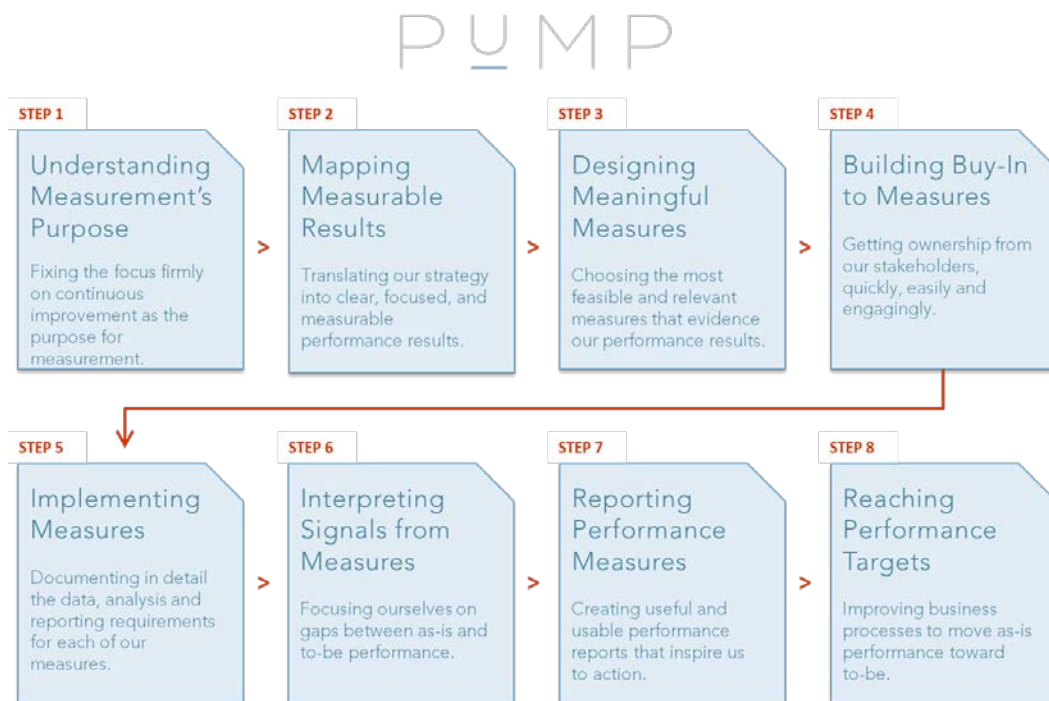 PUMP
STEP 1
Understanding
Measurement's
Purpose
Fixing the focus firmly
on continuous
improvement as the
purpose for
measurement.
>
STEP 2
Mapping
Measurable
Results
Translating our strategy
into clear, focused, and
measurable
performance results.
>
STEP 3
Designing
Meaningful
Measures
Choosing the most
feasible and relevant
measures that evidence
our performance results.
>
STEP 4
Building Buy-In
to Measures
Getting ownership from
our stakeholders,
quickly, easily and
engagingly.
STEP 5
Implementing
Measures
Documenting in detail
the data, analysis and
reporting requirements
for each of our
measures.
>
STEP 6
Interpreting
Signals from
Measures
Focusing ourselves on
gaps between as-is and
to-be performance.
>
STEP 7
Reporting
Performance
Measures
Creating useful and
usable performance
reports that inspire us
to action.
>
STEP 8
Reaching
Performance
Targets
Improving business
processes to move as-is
performance toward
to-be.